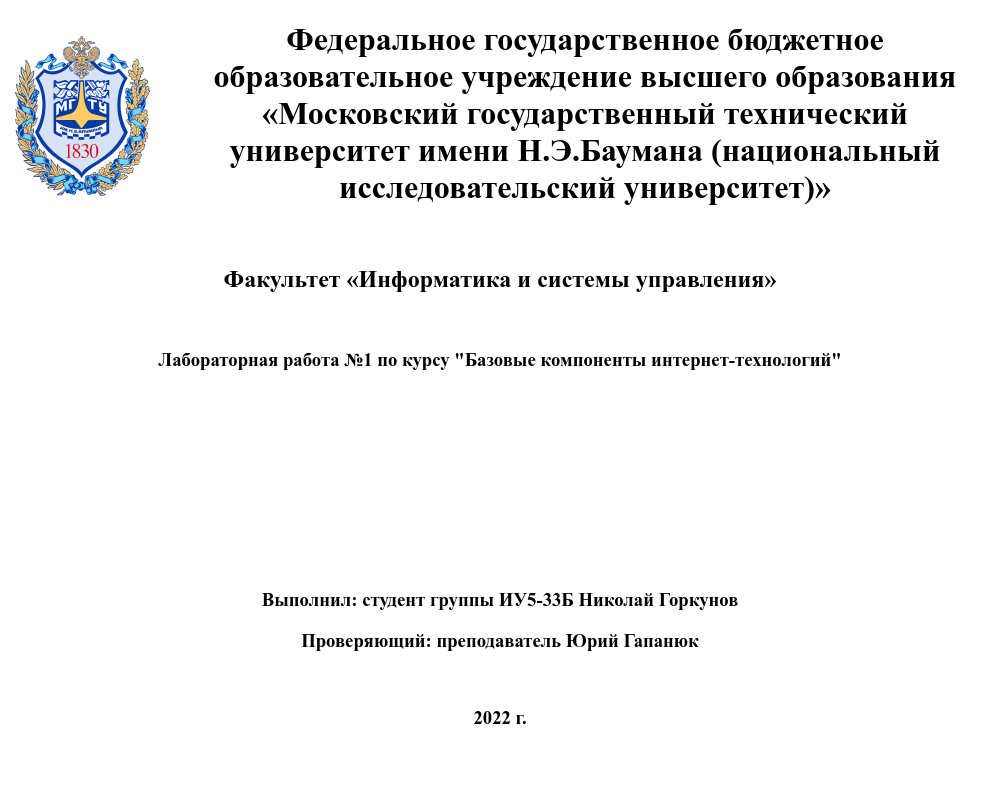 Федеральное государственное бюджетное
образовательное учреждение высшего образования
«Московский государственный технический
университет имени Н.Э.Баумана (национальный
исследовательский университет)»
МГТУ
1830
Факультет «Информатика и системы управления»
Лабораторная работа №1 по курсу "Базовые компоненты интернет-технологий"
Выполнил: студент группы ИУ5-33Б Николай Горкунов
Проверяющий: преподаватель Юрий Гапанюк
2022 г.